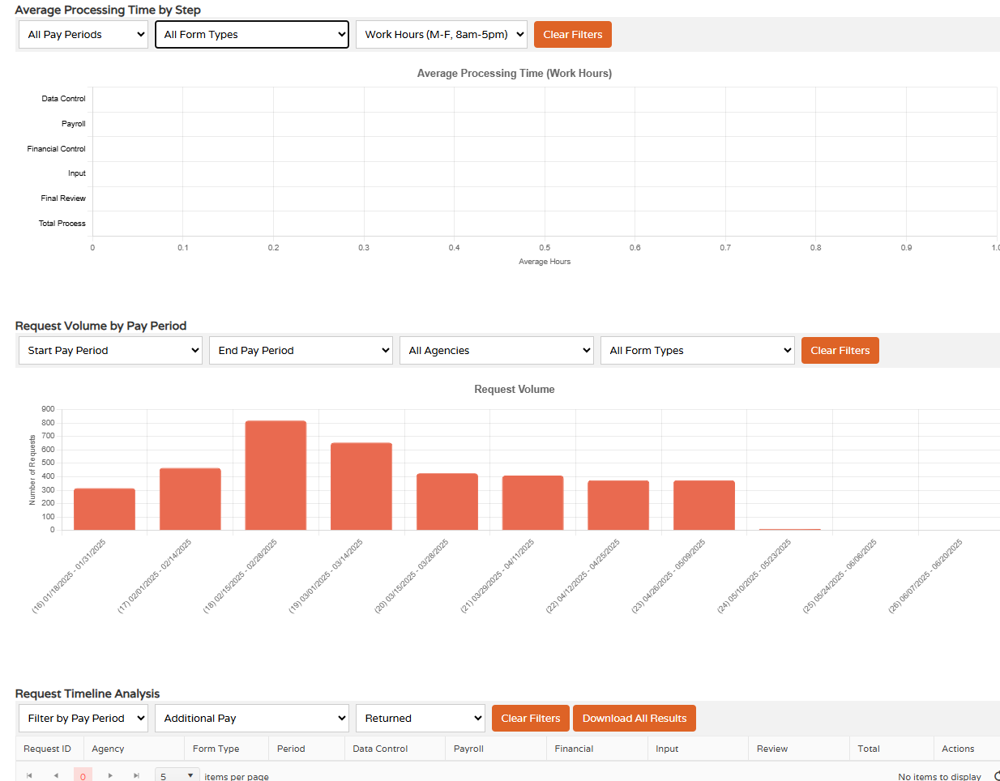 Average Processing Time by Step
All Pay Periods All Form Types Work Hours (M-F, 8am-5pm) Clear Filters
Average Processing Time (Work Hours)
Data Control
Payroll
Financial Control
Input
Final Review
Total Process
0 0.1 0.2 0.3 0.4 0.5 0.6 0.7 0.8 0.9 1.0
Average Hours
Request Volume by Pay Period
Start Pay Period End Pay Period All Agencies All Form Types Clear Filters
Request Volume
Number of Requests
900
800
700
600
500
400
300
200
100
0
(16) 01/18/2025 - 01/31/2025
(17) 02/01/2025 - 02/14/2025
(18) 02/15/2025 - 02/28/2025
(19) 03/01/2025 - 03/14/2025
(20) 03/15/2025 - 03/28/2025
(21) 03/29/2025 - 04/11/2025
(22) 04/12/2025 - 04/25/2025
(23) 04/26/2025 - 05/09/2025
(24) 05/10/2025 - 05/23/2025
(25) 05/24/2025 - 06/06/2025
(26) 06/07/2025 - 06/20/2025
Request Timeline Analysis
Filter by Pay Period Additional Pay Returned Clear Filters Download All Results
Request ID Agency Form Type Period Data Control Payroll Financial Input Review Total Actions
0 5 items per page No items to display